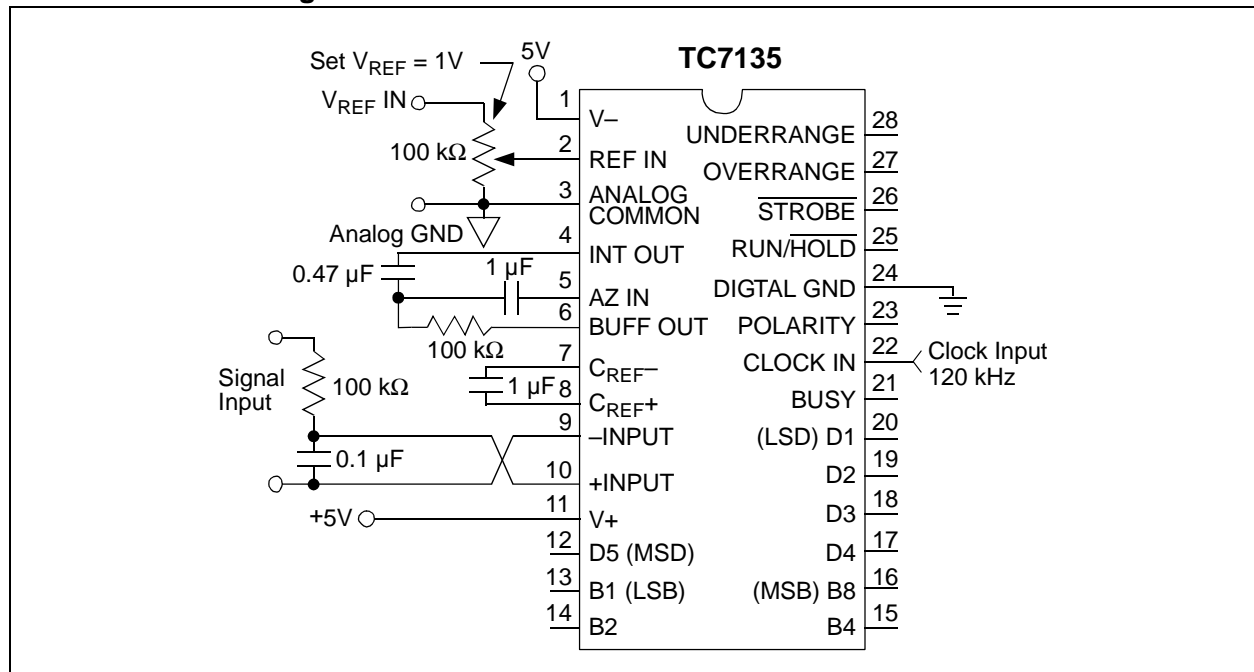 TC7135
Set VREF = 1V
5V
VREF IN
100 kΩ
Analog GND
0.47 µF
1 µF
100 kΩ
Signal
Input
100 kΩ
1 µF
0.1 µF
+5V
1
V–
2
REF IN
3
ANALOG
COMMON
4
INT OUT
5
AZ IN
6
BUFF OUT
7
CREF–
8
CREF+
9
–INPUT
10
+INPUT
11
V+
12
D5 (MSD)
13
B1 (LSB)
14
B2
UNDERRANGE
28
OVERRANGE
27
STROBE
26
RUN/HOLD
25
DIGTAL GND
24
POLARITY
23
CLOCK IN
22
Clock Input
120 kHz
BUSY
21
(LSD) D1
20
D2
19
D3
18
D4
17
(MSB) B8
16
B4
15